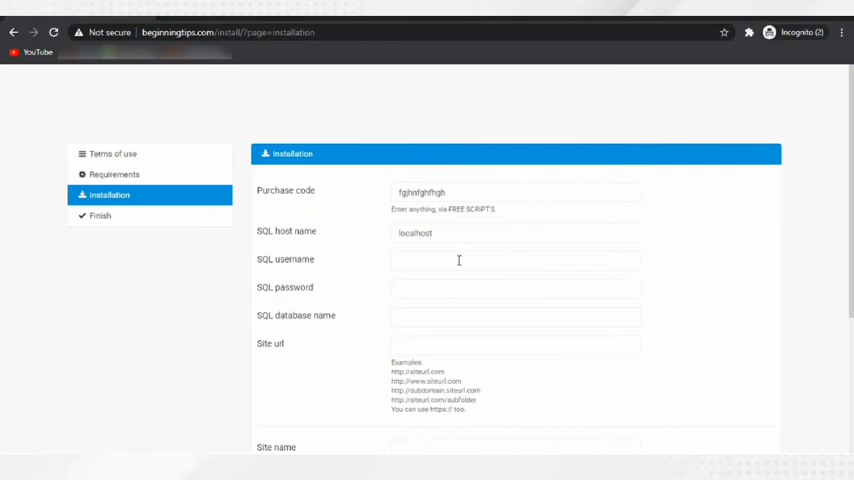 Not secure
beginningtips.com/install/?page=installation
Incognito (2)
YouTube
Terms of use
Requirements
Installation
Finish
Installation
Purchase code
fgjhnfghfhgh
Enter anything, via FREE SCRIPTS.
SQL host name
localhost
SQL username
SQL password
SQL database name
Site url
Examples:
http://siteurl.com
http://www.siteurl.com
http://subdomain.siteurl.com
http://siteurl.com/subfolder
You can use https:// too.
Site name